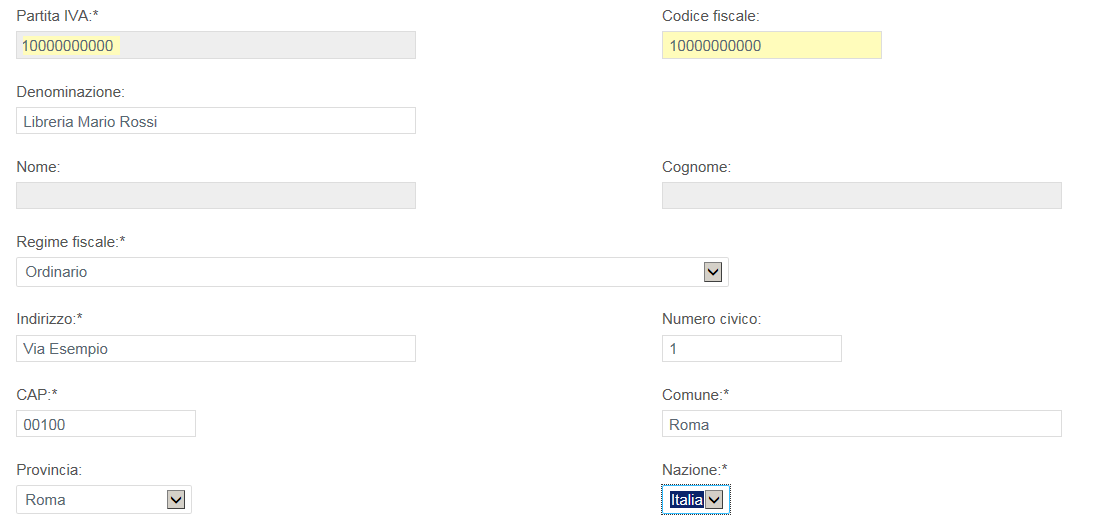 Partita IVA:* Codice fiscale:
10000000000 10000000000
Denominazione:
Libreria Mario Rossi
Nome: Cognome:
Regime fiscale:*
Ordinario
Indirizzo:* Numero civico:
Via Esempio 1
CAP:* Comune:*
00100 Roma
Provincia: Nazione:*
Roma Italia